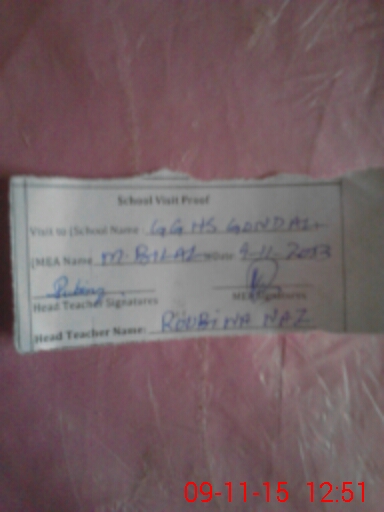 School Visit Proof
Visit to (School Name GGHS GONDAL
(MEA Name M. BILAL Date 9-11-
Head Teacher Signatures MEA Signatures
Head Teacher Name: ROUBINA NAZ
09-11-15 12:51